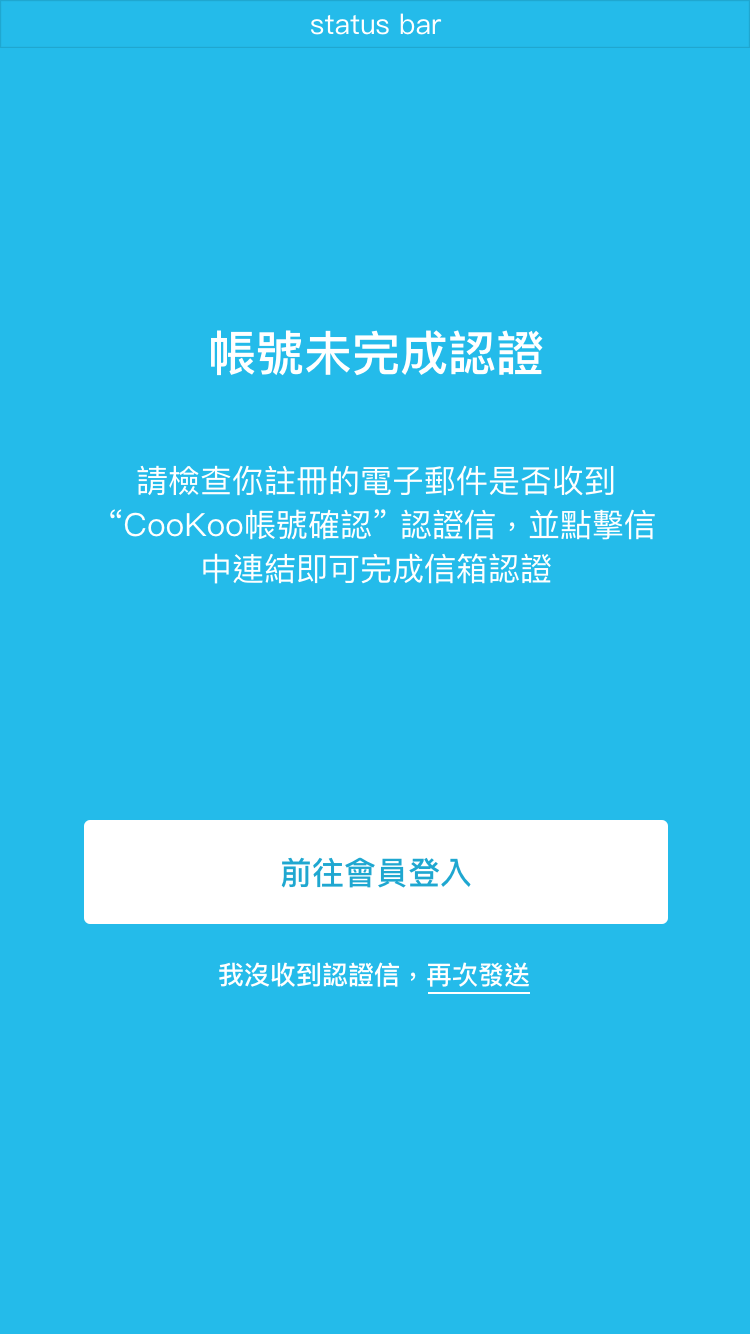 status bar
帳號未完成認證
請檢查你註冊的電子郵件是否收到
“CooKoo帳號確認” 認證信，並點擊信
中連結即可完成信箱認證
前往會員登入
我沒收到認證信，再次發送